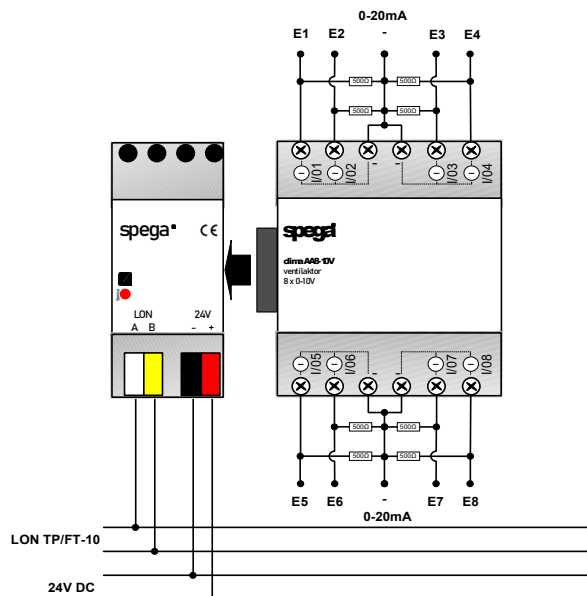 0-20mA
E1 E2 - E3 E4
500Ω 500Ω
500Ω 500Ω
I/01 I/02 - - I/03 I/04
spega
CE
LON 24V
A B - +
spega
clima AA8-10V
ventilaktor
8 x 0-10V
I/05 I/06 - - I/07 I/08
500Ω 500Ω
500Ω 500Ω
E5 E6 - E7 E8
0-20mA
LON TP/FT-10
24V DC